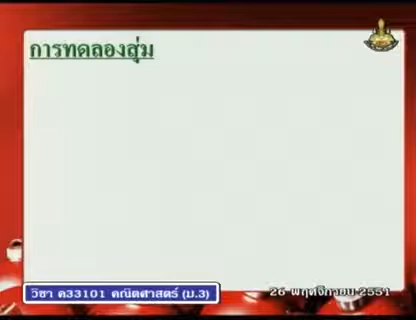 การทดลองสุ่ม
วิชา ค33101 คณิตศาสตร์ (ม.3)
26 พฤศจิกายน 2551